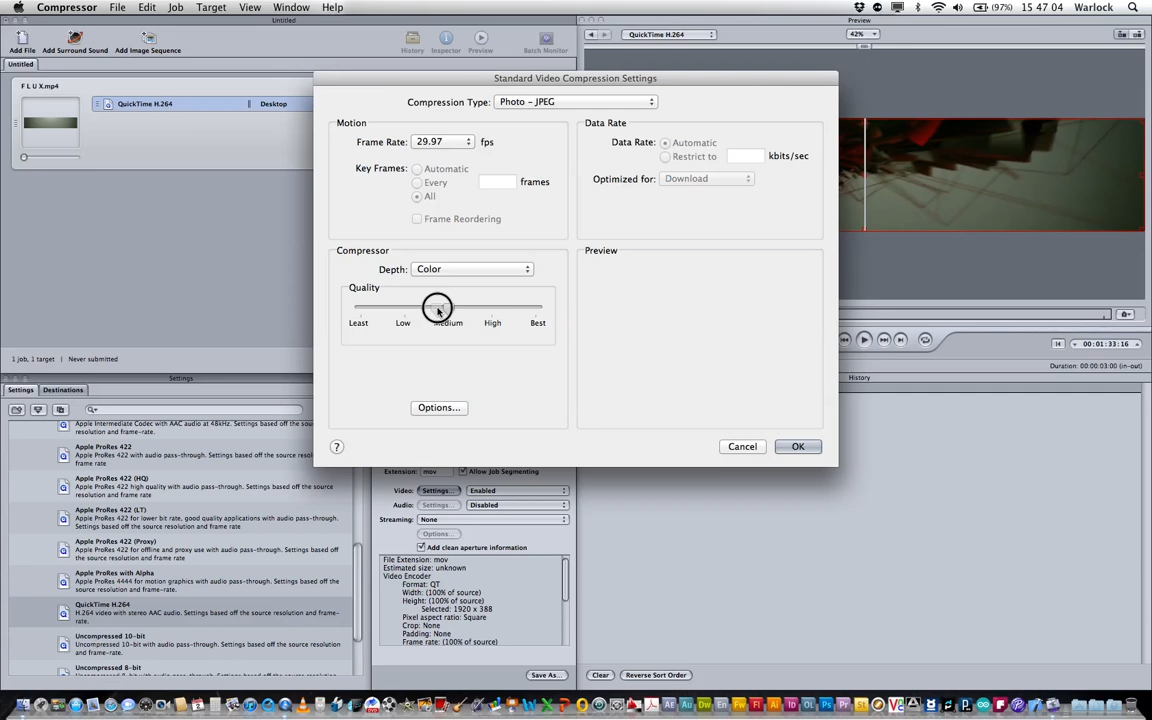 Compressor File Edit Job Target View Window Help (97%) 15 47 04 Warlock
Untitled
Preview
Add File Add Surround Sound Add Image Sequence History Inspector Preview Batch Monitor
QuickTime H.264 42%
Untitled
F L U X.mp4
QuickTime H.264 Desktop
Standard Video Compression Settings
Compression Type: Photo – JPEG
Motion
Frame Rate: 29.97 fps
Key Frames: Automatic
Every frames
All
Frame Reordering
Data Rate
Data Rate: Automatic
Restrict to kbits/sec
Optimized for: Download
Compressor
Depth: Color
Quality
Least Low Medium High Best
Options...
Preview
? Cancel OK
1 job, 1 target | Never submitted
00:01:33:16
Duration: 00:00:03:00 (in-out)
Settings
History
Settings Destinations
Apple Intermediate Codec with AAC audio at 48kHz. Settings based off the source resolution and frame-rate.
Apple ProRes 422
Apple ProRes 422 with audio pass-through. Settings based off the source resolution and frame-rate
Apple ProRes 422 (HQ)
Apple ProRes 422 high quality with audio pass-through. Settings based off the source resolution and frame-rate
Apple ProRes 422 (LT)
Apple ProRes 422 for lower bit rate, good quality applications with audio pass-through. Settings based off the source resolution and frame-rate
Apple ProRes 422 (Proxy)
Apple ProRes 422 for offline and proxy use with audio pass-through. Settings based off the source resolution and frame-rate
Apple ProRes with Alpha
Apple ProRes 4444 for motion graphics with audio pass-through. Settings based off the source resolution and frame-rate
QuickTime H.264
H.264 video with stereo AAC audio. Settings based off the source resolution and frame-rate.
Uncompressed 10-bit
Uncompressed 10-bit video with audio pass-through. Settings based off the source resolution and frame-rate
Uncompressed 8-bit
Extension: mov Allow Job Segmenting
Video: Settings... Enabled
Audio: Settings... Disabled
Streaming: None
Options...
Add clean aperture information
File Extension: mov
Estimated size: unknown
Video Encoder
Format: QT
Width: (100% of source)
Height: (100% of source)
Selected: 1920 x 388
Pixel aspect ratio: Square
Crop: None
Padding: None
Frame rate: (100% of source)
Save As... Clear Reverse Sort Order